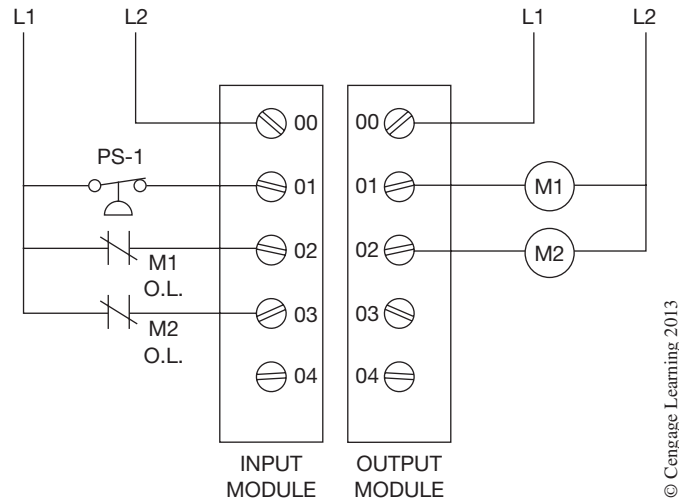 L1 L2 L1 L2
00 00
PS-1
01 01 M1
02 02 M2
M1
O.L.
03 03
M2
O.L.
04 04
INPUT
MODULE
OUTPUT
MODULE
© Cengage Learning 2013